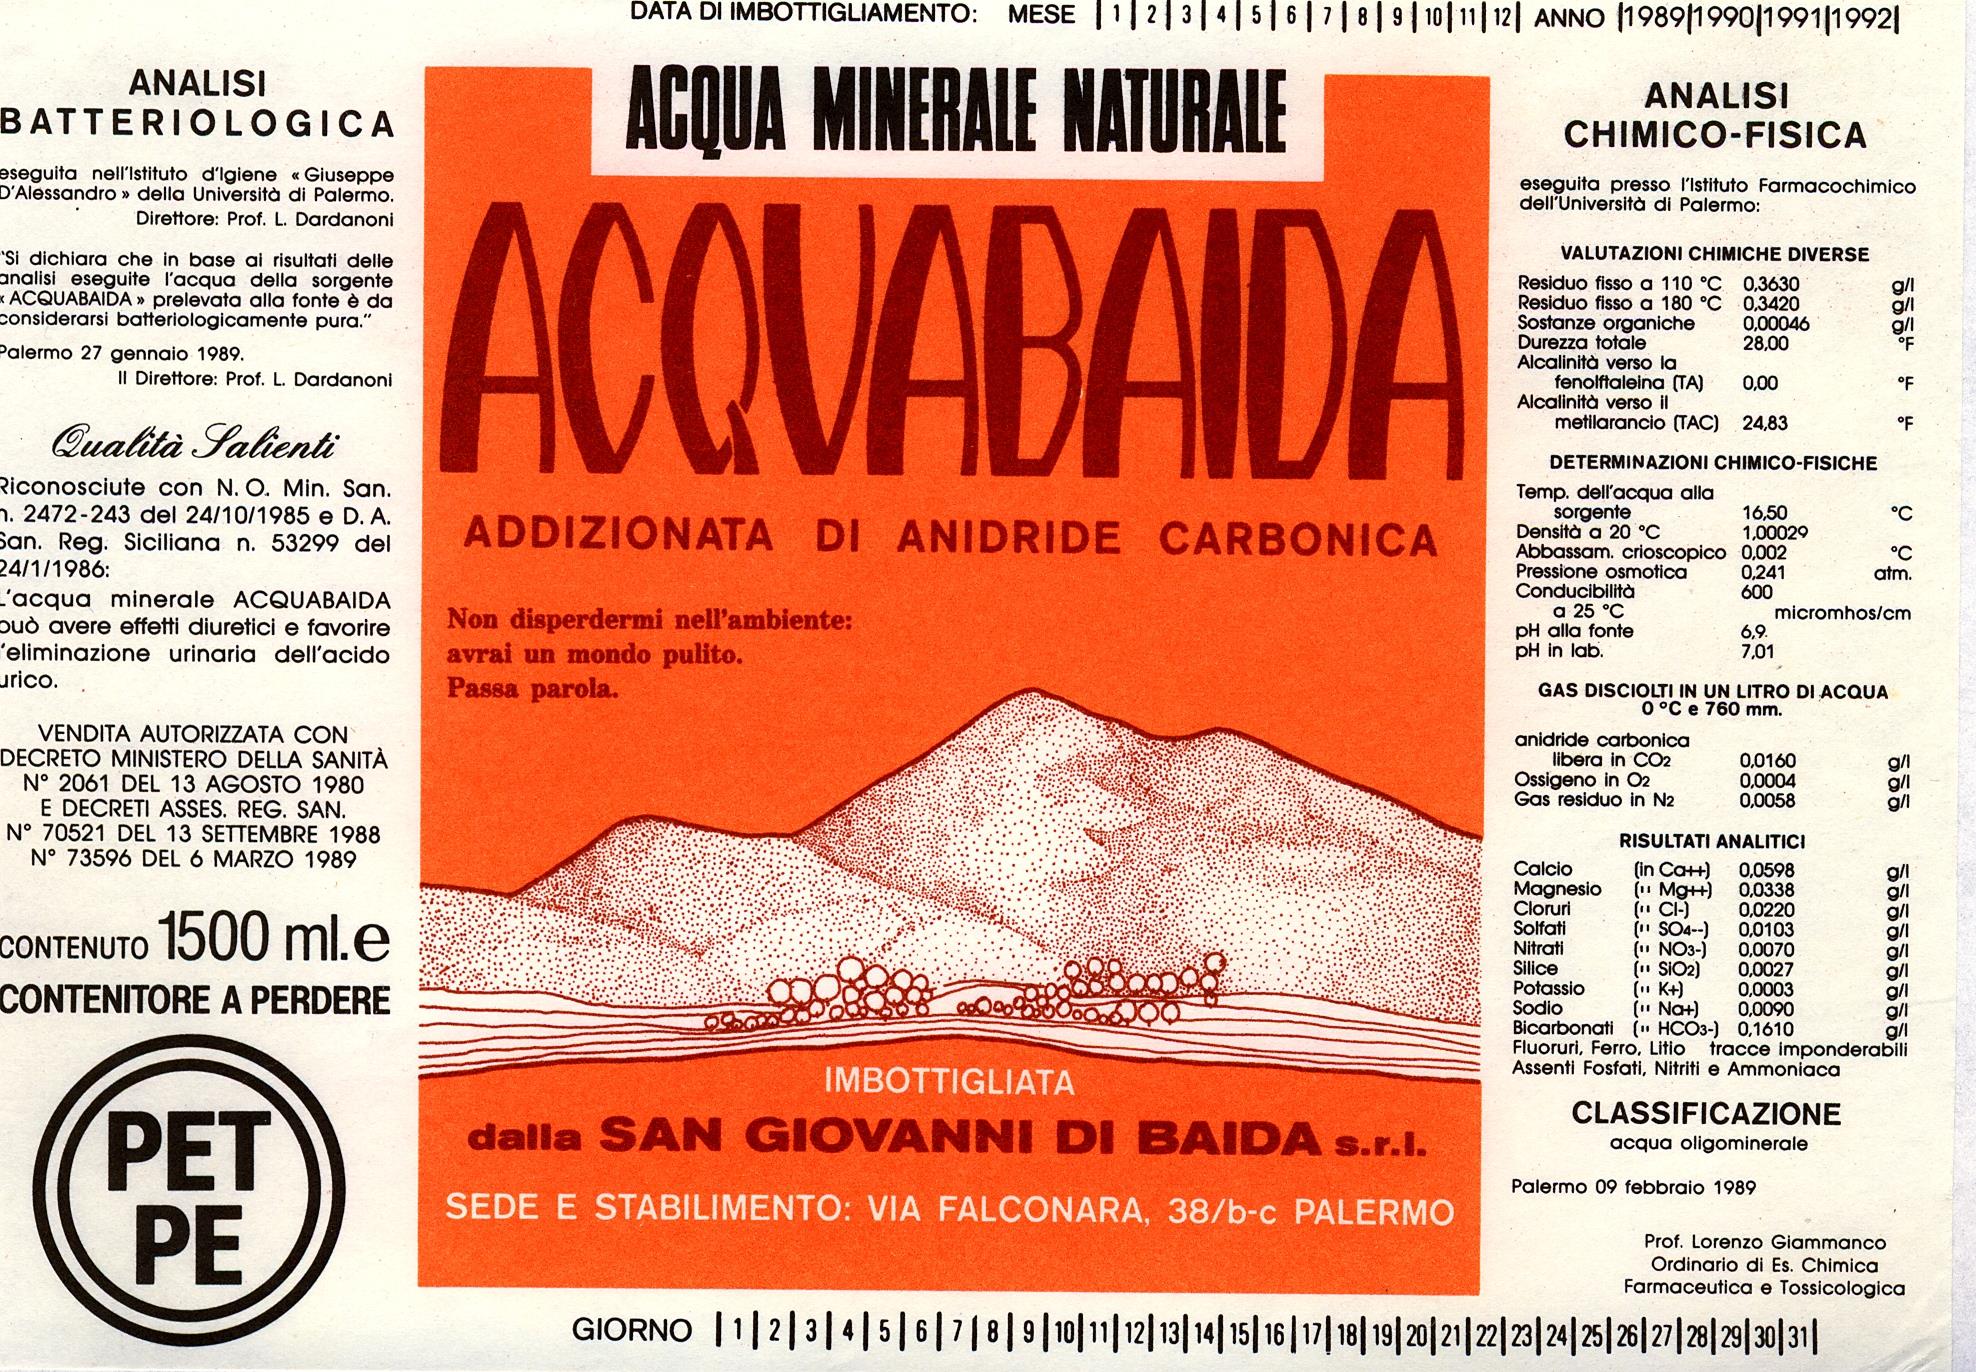 DATA DI IMBOTTIGLIAMENTO: MESE | 1 | 2 | 3 | 4 | 5 | 6 | 7 | 8 | 9 | 10 | 11 | 12 | ANNO |1989|1990|1991|1992|
ANALISI
BATTERIOLOGICA
eseguita nell'Istituto d'Igiene «Giuseppe
D'Alessandro» della Università di Palermo.
Direttore: Prof. L. Dardanoni
"Si dichiara che in base ai risultati delle
analisi eseguite l'acqua della sorgente
«ACQUABAIDA» prelevata alla fonte è da
considerarsi batteriologicamente pura."
Palermo 27 gennaio 1989.
Il Direttore: Prof. L. Dardanoni
Qualità Salienti
Riconosciute con N.O. Min. San.
n. 2472-243 del 24/10/1985 e D.A.
San. Reg. Siciliana n. 53299 del
24/1/1986:
L'acqua minerale ACQUABAIDA
può avere effetti diuretici e favorire
l'eliminazione urinaria dell'acido
urico.
VENDITA AUTORIZZATA CON
DECRETO MINISTERO DELLA SANITÀ
N° 2061 DEL 13 AGOSTO 1980
E DECRETI ASSES. REG. SAN.
N° 70521 DEL 13 SETTEMBRE 1988
N° 73596 DEL 6 MARZO 1989
CONTENUTO 1500 ml.e
CONTENITORE A PERDERE
PET
PE
ACQUA MINERALE NATURALE
ACQUABAIDA
ADDIZIONATA DI ANIDRIDE CARBONICA
Non disperdermi nell'ambiente:
avrai un mondo pulito.
Passa parola.
IMBOTTIGLIATA
dalla SAN GIOVANNI DI BAIDA s.r.l.
SEDE E STABILIMENTO: VIA FALCONARA, 38/b-c PALERMO
ANALISI
CHIMICO-FISICA
eseguita presso l'Istituto Farmacochimico
dell'Università di Palermo:
VALUTAZIONI CHIMICHE DIVERSE
Residuo fisso a 110 °C 0,3630 g/l
Residuo fisso a 180 °C 0,3420 g/l
Sostanze organiche 0,00046 g/l
Durezza totale 28,00 °F
Alcalinità verso la
fenolftaleina (TA) 0,00 °F
Alcalinità verso il
metilarancio (TAC) 24,83 °F
DETERMINAZIONI CHIMICO-FISICHE
Temp. dell'acqua alla
sorgente 16,50 °C
Densità a 20 °C 1,00029
Abbassam. crioscopico 0,002 °C
Pressione osmotica 0,241 atm.
Conducibilità 600
a 25 °C micromhos/cm
pH alla fonte 6,9
pH in lab. 7,01
GAS DISCIOLTI IN UN LITRO DI ACQUA
0 °C e 760 mm.
anidride carbonica
libera in CO2 0,0160 g/l
Ossigeno in O2 0,0004 g/l
Gas residuo in N2 0,0058 g/l
RISULTATI ANALITICI
Calcio (in Ca++) 0,0598 g/l
Magnesio (" Mg++) 0,0338 g/l
Cloruri (" Cl-) 0,0220 g/l
Solfati (" SO4--) 0,0103 g/l
Nitrati (" NO3-) 0,0070 g/l
Silice (" SiO2) 0,0027 g/l
Potassio (" K+) 0,0003 g/l
Sodio (" Na+) 0,0090 g/l
Bicarbonati (" HCO3-) 0,1610 g/l
Fluoruri, Ferro, Litio tracce imponderabili
Assenti Fosfati, Nitriti e Ammoniaca
CLASSIFICAZIONE
acqua oligominerale
Palermo 09 febbraio 1989
Prof. Lorenzo Giammanco
Ordinario di Es. Chimica
Farmaceutica e Tossicologica
GIORNO | 1 | 2 | 3 | 4 | 5 | 6 | 7 | 8 | 9 |10|11|12|13|14|15|16|17|18|19|20|21|22|23|24|25|26|27|28|29|30|31|